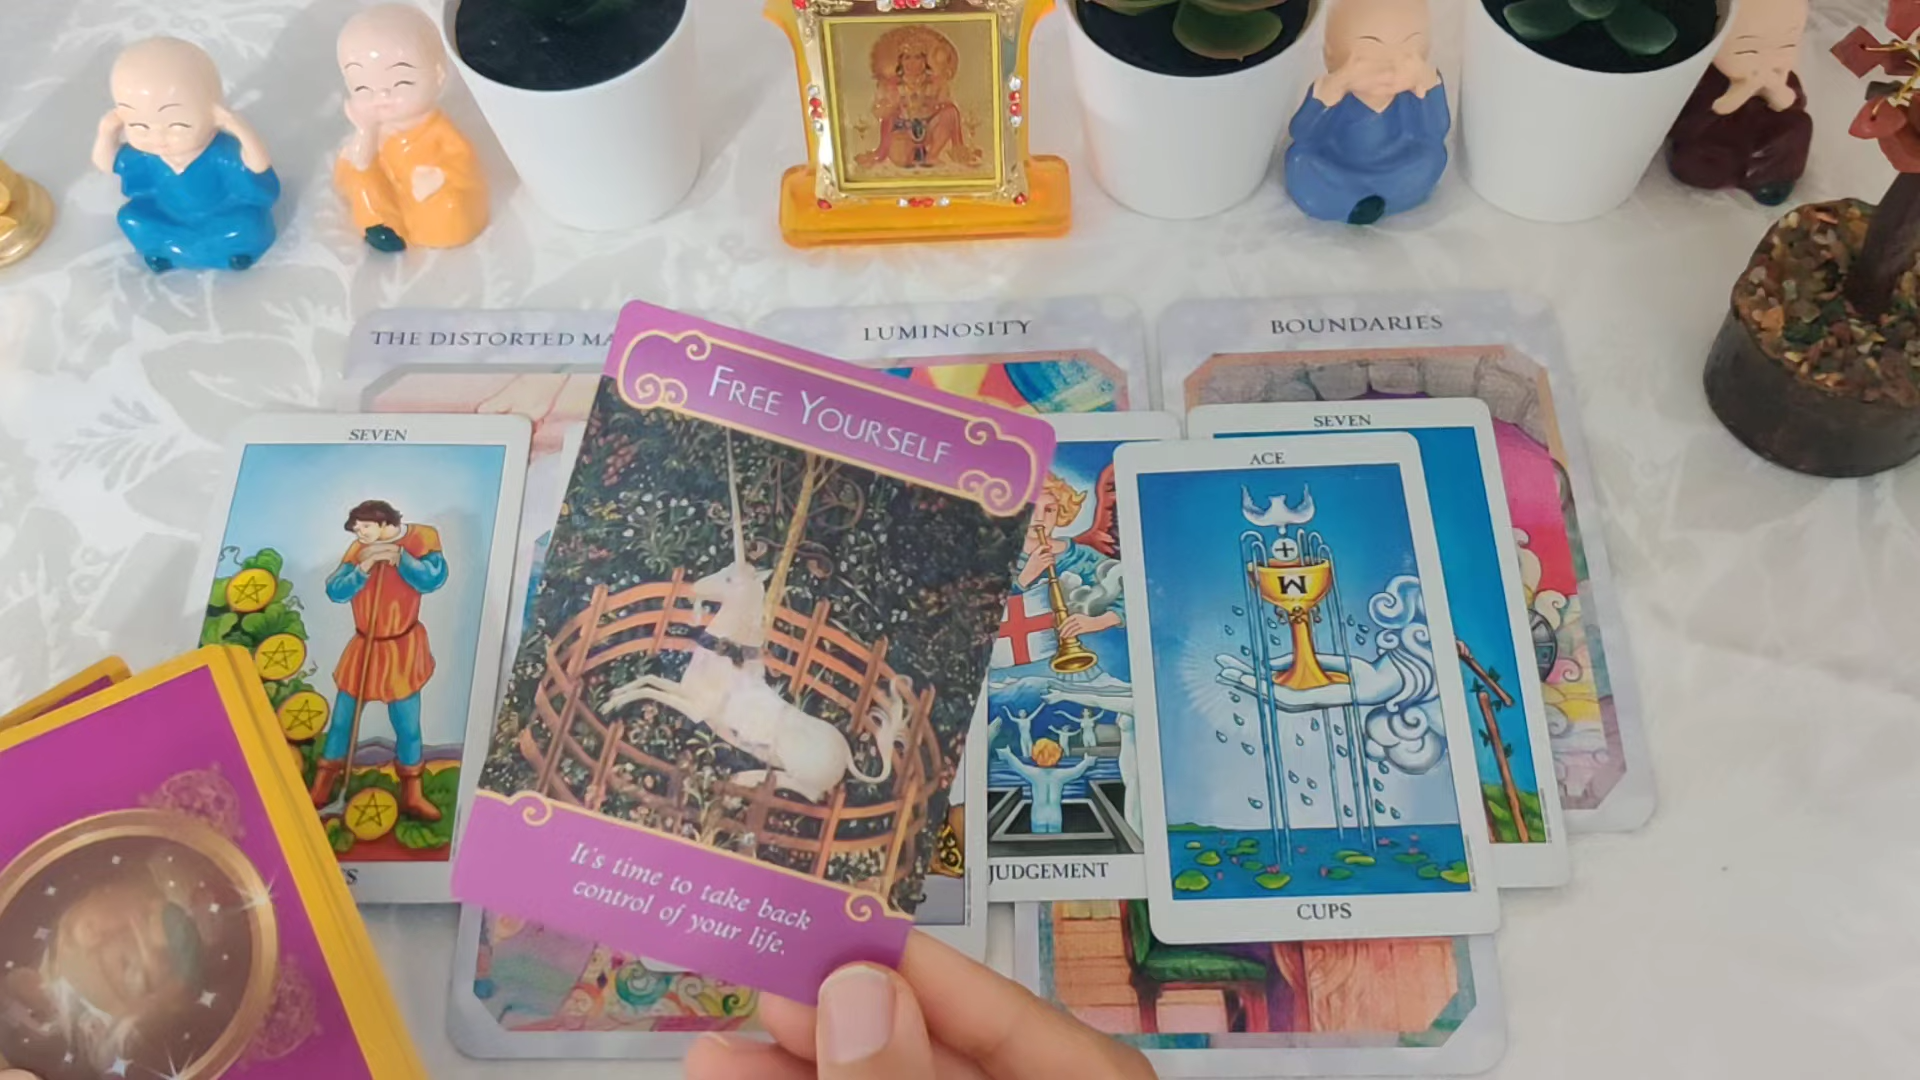 THE DISTORTED MA
LUMINOSITY
BOUNDARIES
FREE YOURSELF
SEVEN
SEVEN
ACE
It's time to take back
control of your life.
JUDGEMENT
CUPS